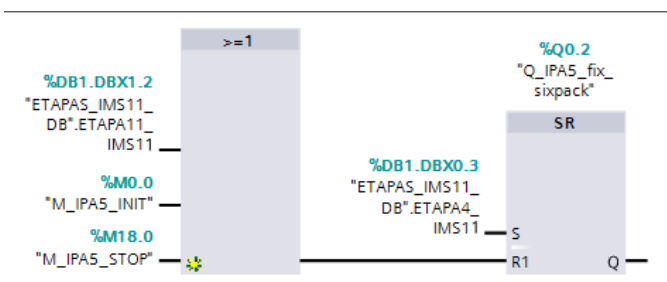 >=1
%DB1.DBX1.2
"ETAPAS_IMS11_
DB".ETAPA11_
IMS11
%M0.0
"M_IPA5_INIT"
%M18.0
"M_IPA5_STOP"
%Q0.2
"Q_IPA5_fix_
sixpack"
SR
%DB1.DBX0.3
"ETAPAS_IMS11_
DB".ETAPA4_
IMS11
S
R1
Q